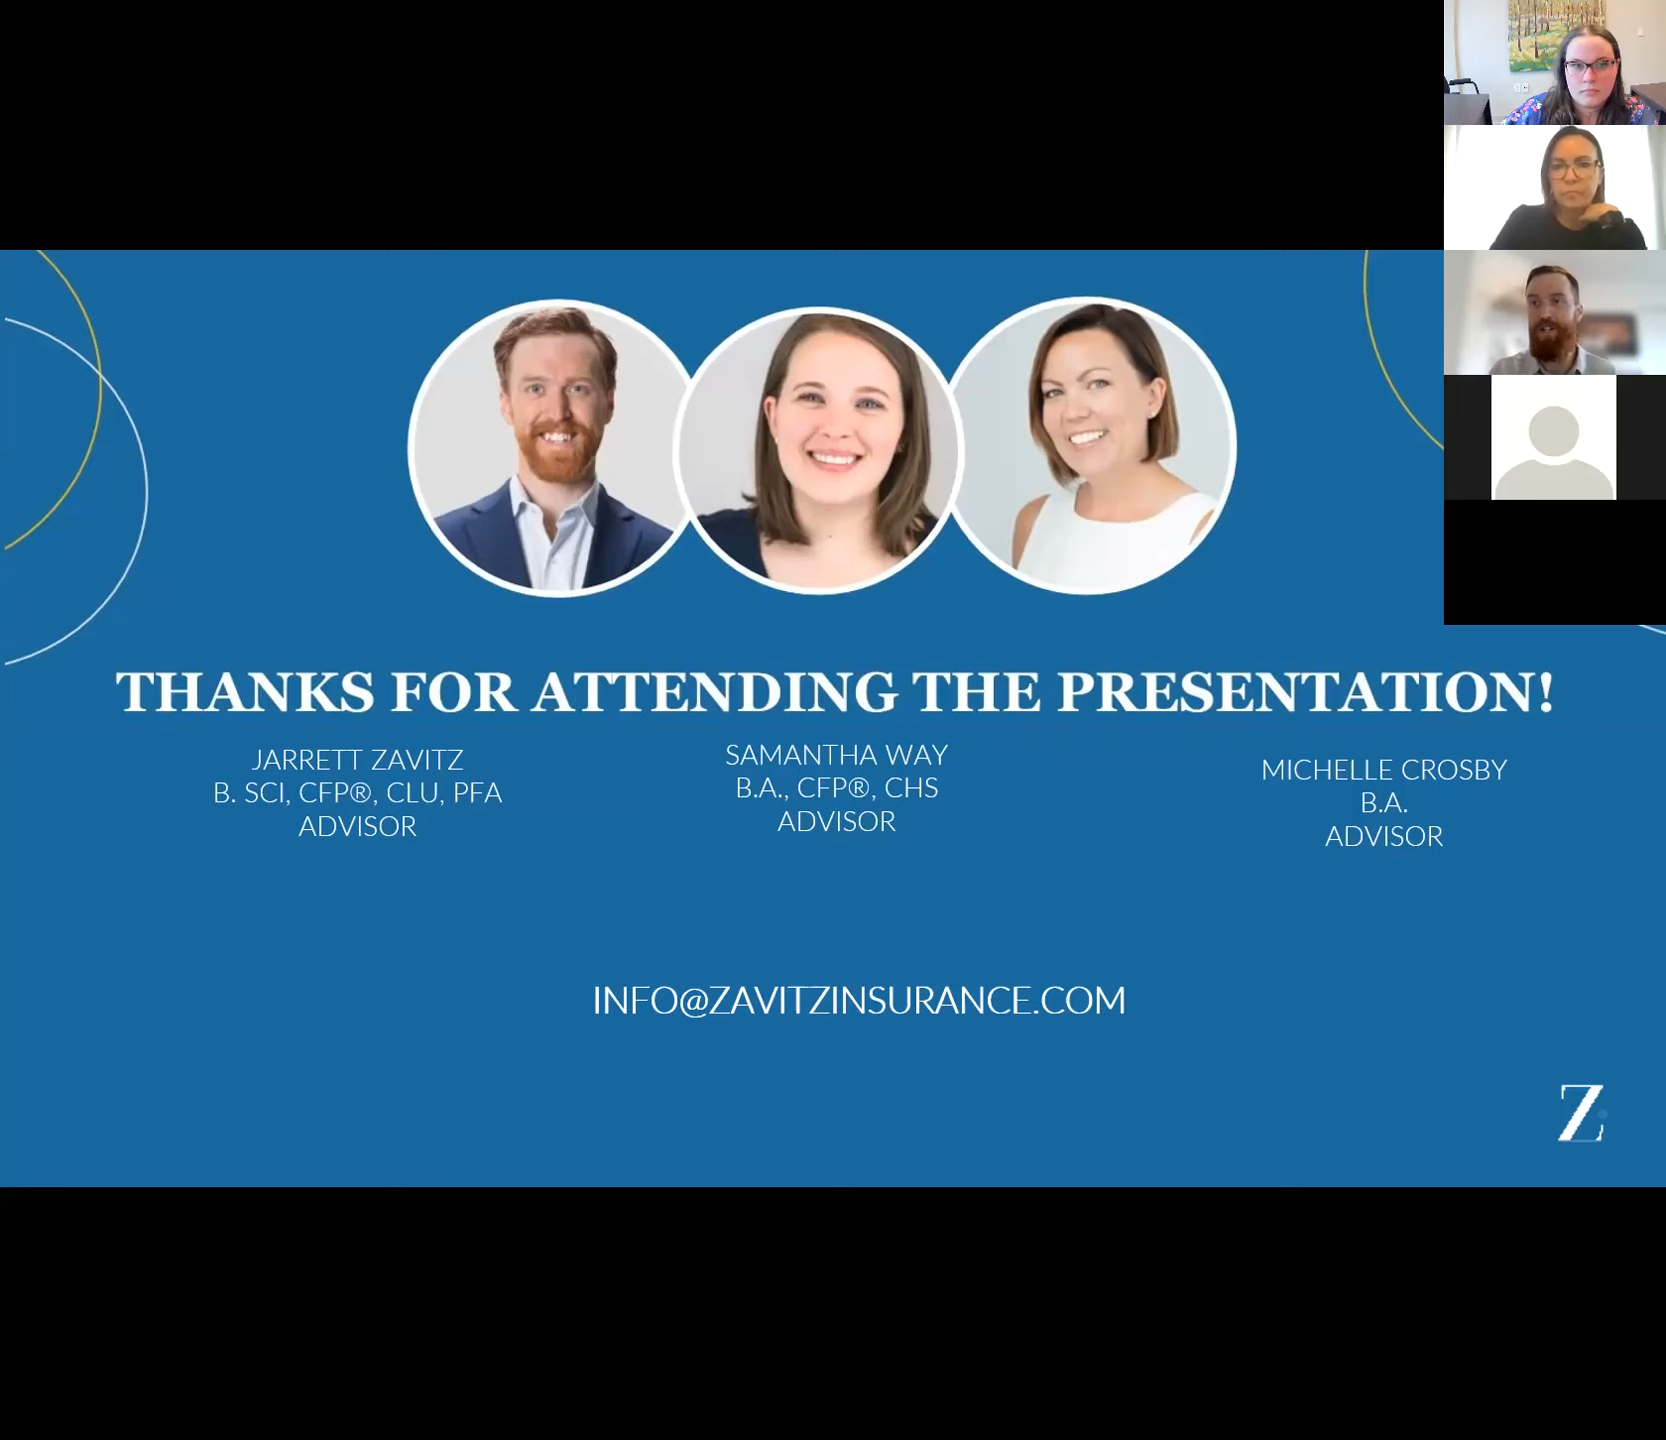 THANKS FOR ATTENDING THE PRESENTATION!
JARRETT ZAVITZ
B. SCI, CFP®, CLU, PFA
ADVISOR
SAMANTHA WAY
B.A., CFP®, CHS
ADVISOR
MICHELLE CROSBY
B.A.
ADVISOR
INFO@ZAVITZINSURANCE.COM
Z